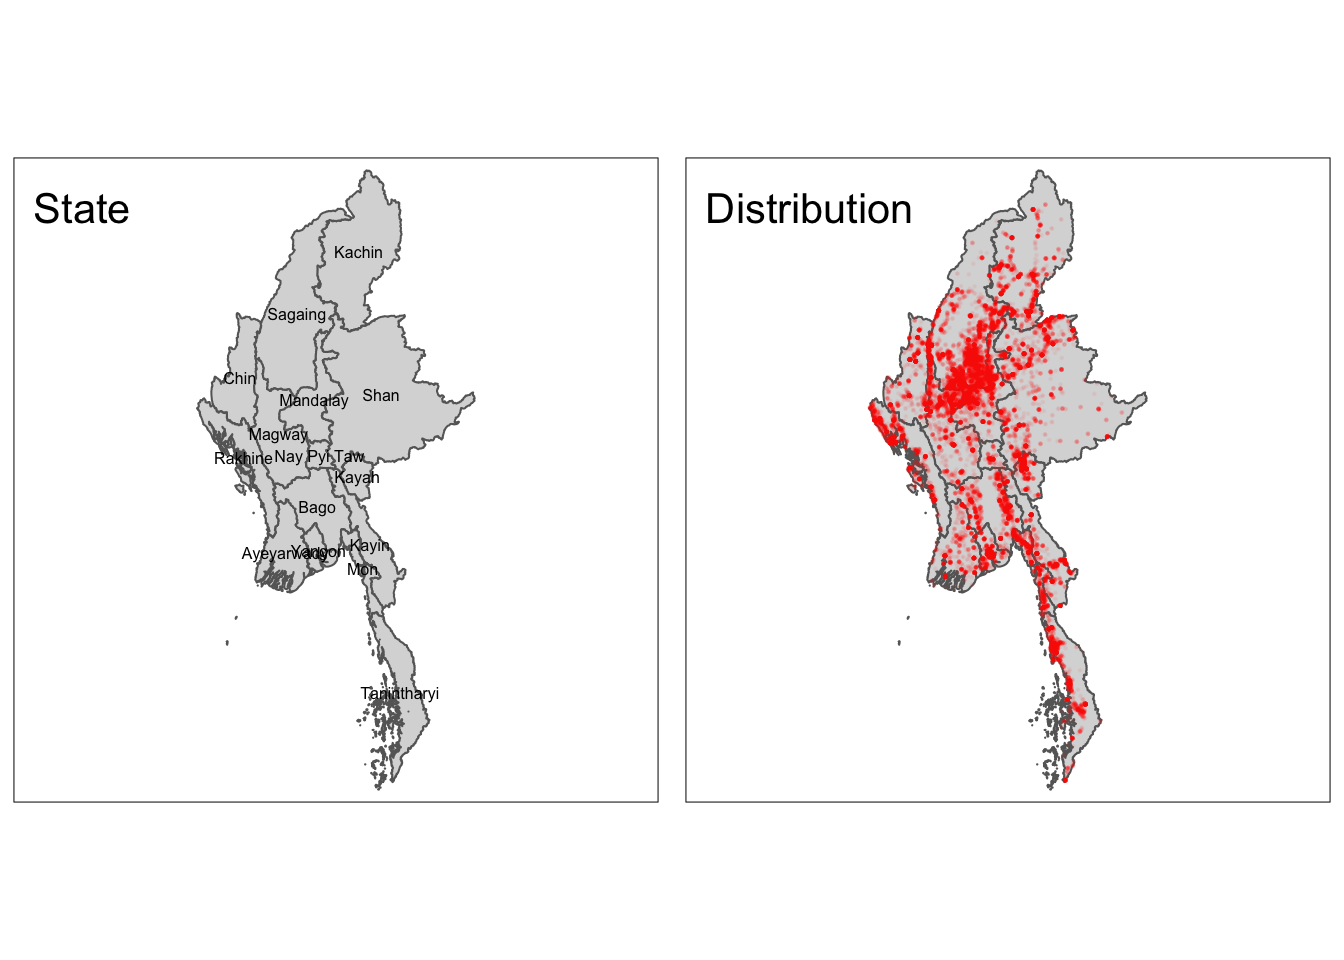 State
Kachin
Sagaing
Chin
Mandalay
Shan
Magway
Rakhine
Nay Pyi Taw
Kayah
Bago
Ayeyarwady
Yangon
Kayin
Mon
Tanintharyi
Distribution